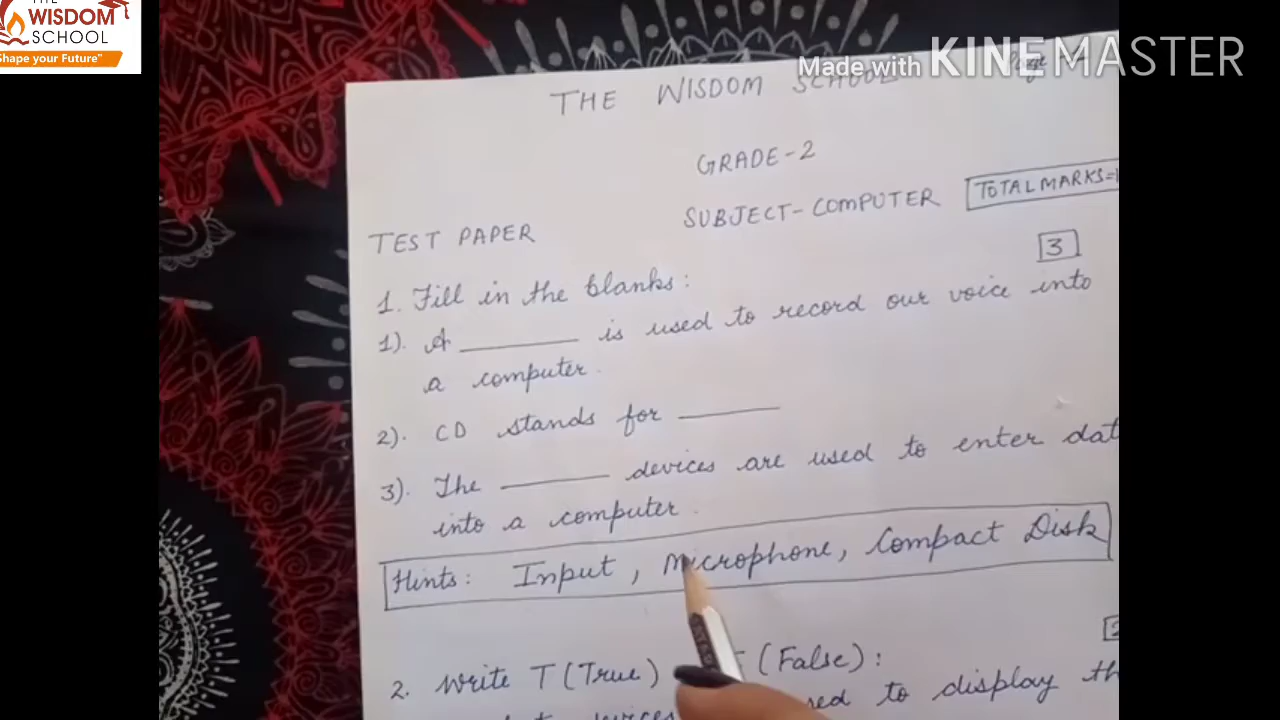 THE
WISDOM
SCHOOL
Shape your Future"
Made with KINEMASTER
THE WISDOM SCHOOL
GRADE-2
SUBJECT-COMPUTER
TOTAL MARKS=
TEST PAPER
3
1. Fill in the blanks:
1). A ________ is used to record our voice into
a computer.
2). CD stands for ________
3). The ________ devices are used to enter dat
into a computer.
Hints: Input, Microphone, Compact Disk
2. Write T (True) (False):
to display th